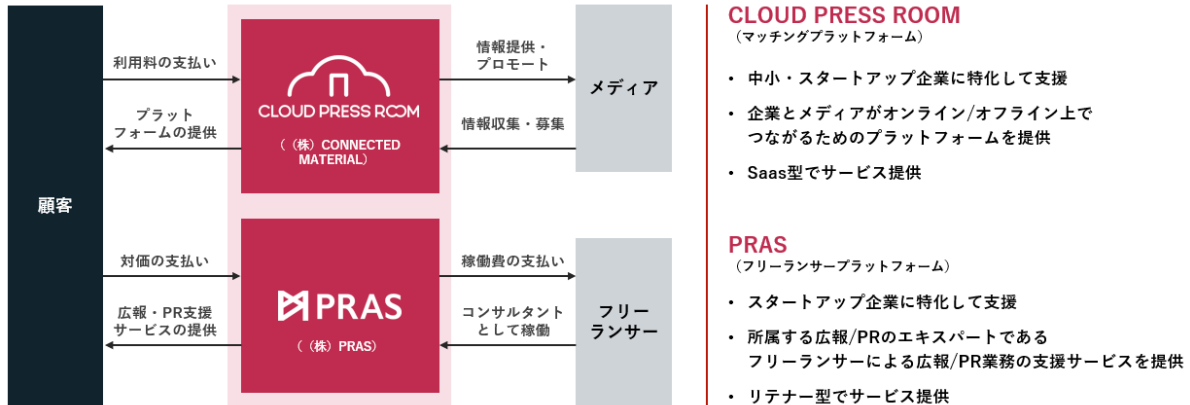 顧客
利用料の支払い
プラット
フォームの提供
CLOUD PRESS ROOM
（（株）CONNECTED
MATERIAL）
情報提供・
プロモート
情報収集・募集
メディア
対価の支払い
広報・PR支援
サービスの提供
PRAS
（（株）PRAS）
稼働費の支払い
コンサルタント
として稼働
フリー
ランサー
CLOUD PRESS ROOM
（マッチングプラットフォーム）
• 中小・スタートアップ企業に特化して支援
• 企業とメディアがオンライン/オフライン上で
つながるためのプラットフォームを提供
• Saas型でサービス提供
PRAS
（フリーランサープラットフォーム）
• スタートアップ企業に特化して支援
• 所属する広報/PRのエキスパートである
フリーランサーによる広報/PR業務の支援サービスを提供
• リテナー型でサービス提供